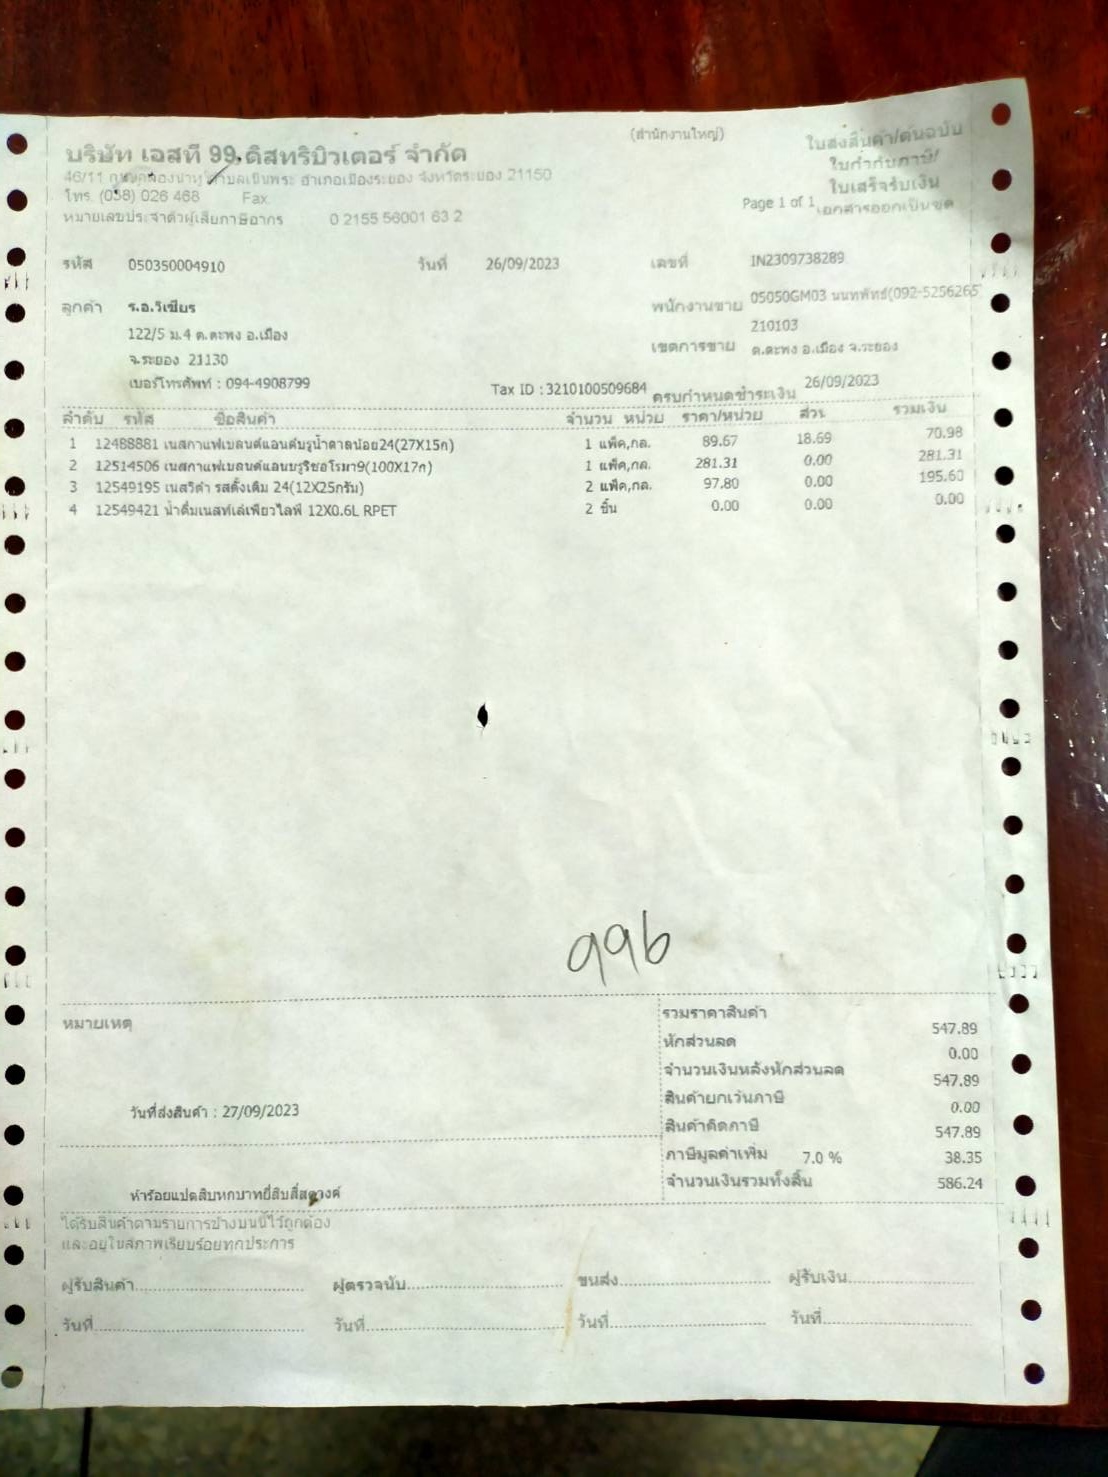 (สำนักงานใหญ่)
ใบส่งสินค้า/ต้นฉบับ
บริษัท เอสที 99 ดิสทริบิวเตอร์ จำกัด
ใบกำกับภาษี/
46/11 ตำบลเชิงพระ อำเภอเมืองระยอง จังหวัดระยอง 21150
ใบเสร็จรับเงิน
โทร. (038) 026 468 Fax.
Page 1 of 1
เอกสารออกเป็นชุด
หมายเลขประจำตัวผู้เสียภาษีอากร 0 2155 56001 63 2
รหัส 050350004910 วันที่ 26/09/2023 เลขที่ IN2309738289
ลูกค้า ร.อ.วิเชียร พนักงานขาย 05050GM03 นนทพัทธ์(092-5256265
122/5 ม.4 ต.ตะพง อ.เมือง 210103
จ.ระยอง 21130 เขตการขาย ต.ตะพง อ.เมือง จ.ระยอง
เบอร์โทรศัพท์ : 094-4908799 Tax ID :3210100509684 ครบกำหนดชำระเงิน 26/09/2023
ลำดับ รหัส ชื่อสินค้า จำนวน หน่วย ราคา/หน่วย ส่วน รวมเงิน
1 12488881 เนสกาแฟเบลนด์แอนด์บรูน้ำตาลน้อย24(27X15ก) 1 แพ็ค,กล. 89.67 18.69 70.98
2 12514506 เนสกาแฟเบลนด์แอนบรูริชอโรมา9(100X17ก) 1 แพ็ค,กล. 281.31 0.00 281.31
3 12549195 เนสวีต้า รสดั้งเดิม 24(12X25กรัม) 2 แพ็ค,กล. 97.80 0.00 195.60
4 12549421 น้ำดื่มเนสท์เล่เพียวไลฟ์ 12X0.6L RPET 2 ชิ้น 0.00 0.00 0.00
996
หมายเหตุ
รวมราคาสินค้า 547.89
หักส่วนลด 0.00
จำนวนเงินหลังหักส่วนลด 547.89
สินค้ายกเว้นภาษี 0.00
วันที่ส่งสินค้า : 27/09/2023
สินค้าคิดภาษี 547.89
ภาษีมูลค่าเพิ่ม 7.0 % 38.35
จำนวนเงินรวมทั้งสิ้น 586.24
ห้าร้อยแปดสิบหกบาทยี่สิบสี่สตางค์
ได้รับสินค้าตามรายการข้างบนนี้ไว้ถูกต้อง
และอยู่ในสภาพเรียบร้อยทุกประการ
ผู้รับสินค้า ผู้ตรวจนับ ขนส่ง ผู้รับเงิน
วันที่ วันที่ วันที่ วันที่